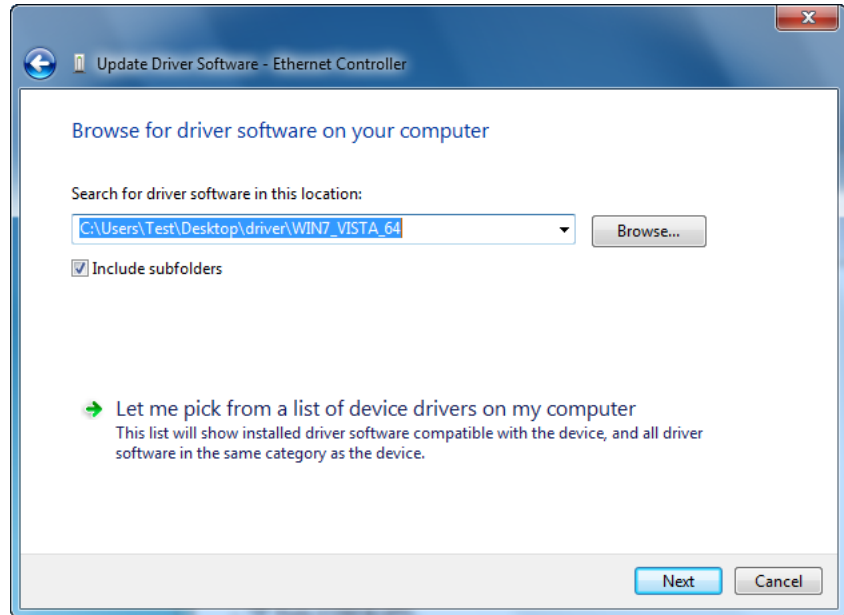 Update Driver Software - Ethernet Controller
Browse for driver software on your computer
Search for driver software in this location:
C:\Users\Test\Desktop\driver\WIN7_VISTA_64
Browse...
Include subfolders
Let me pick from a list of device drivers on my computer
This list will show installed driver software compatible with the device, and all driver
software in the same category as the device.
Next
Cancel